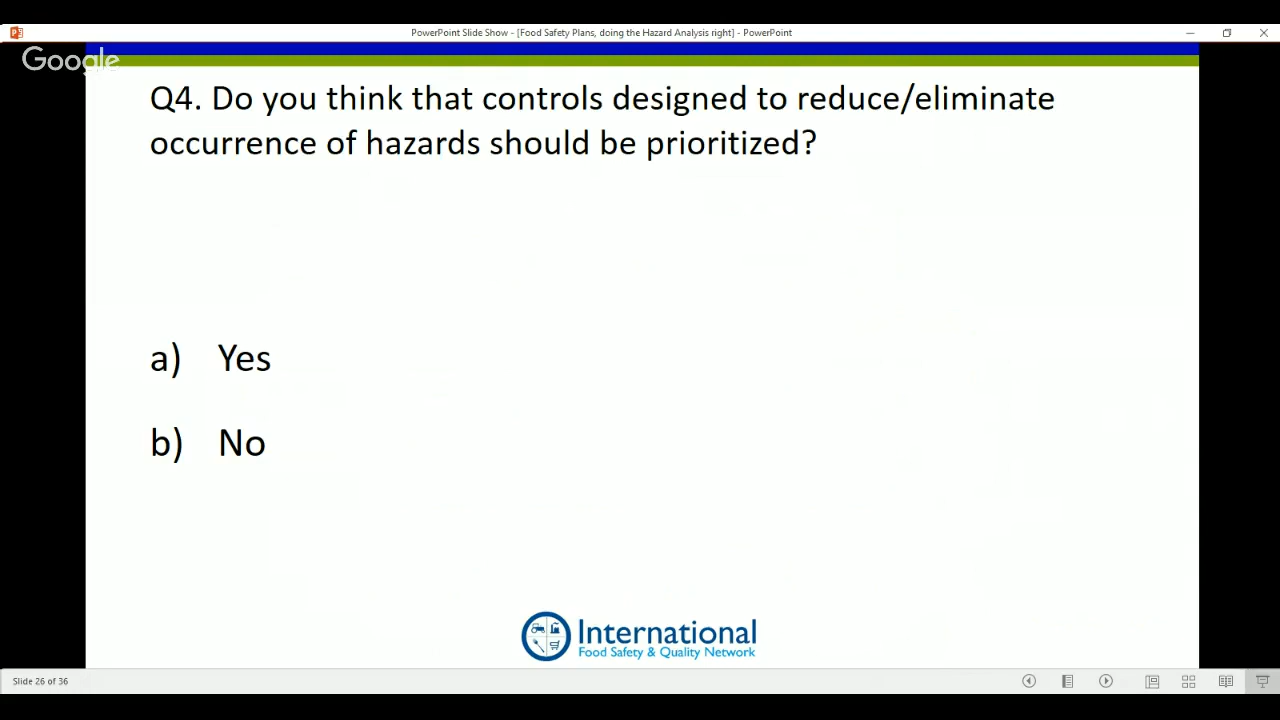 PowerPoint Slide Show - [Food Safety Plans, doing the Hazard Analysis right] - PowerPoint
Google
Q4. Do you think that controls designed to reduce/eliminate
occurrence of hazards should be prioritized?
a) Yes
b) No
International
Food Safety & Quality Network
Slide 26 of 36